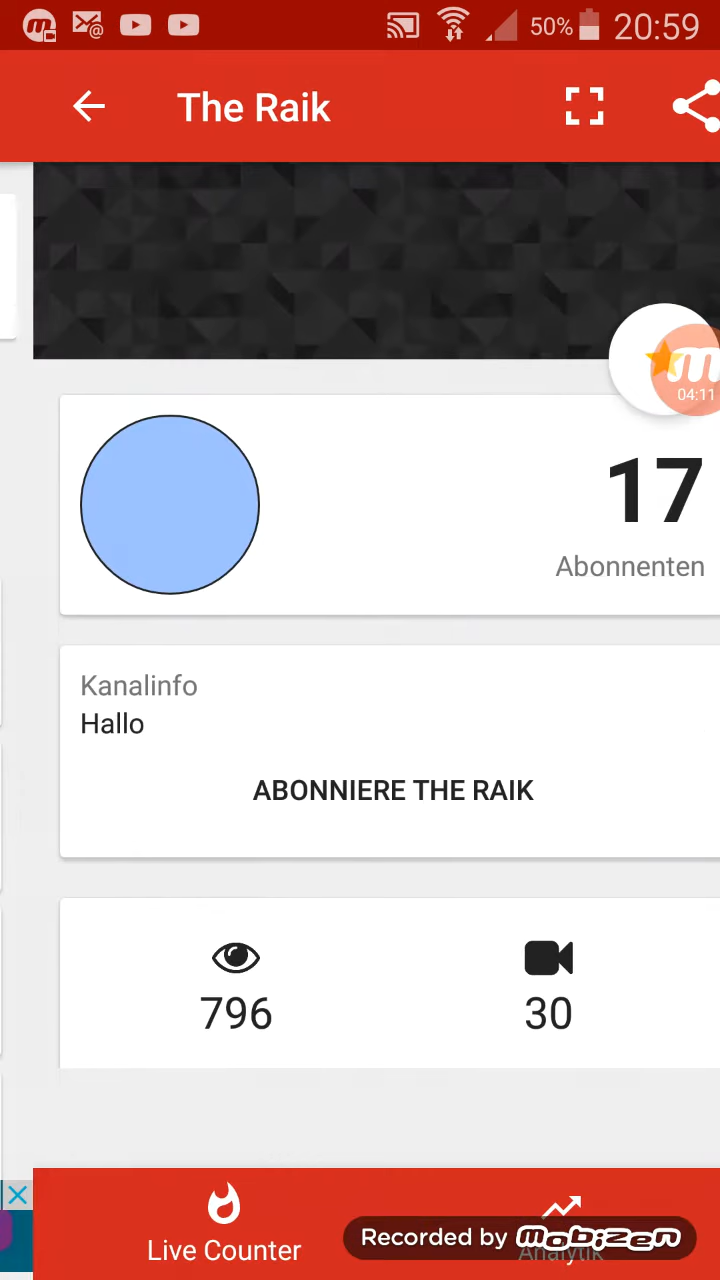 50% 20:59
The Raik
04:11
17
Abonnenten
Kanalinfo
Hallo
ABONNIERE THE RAIK
796 30
Live Counter
Analytik
Recorded by mobizen